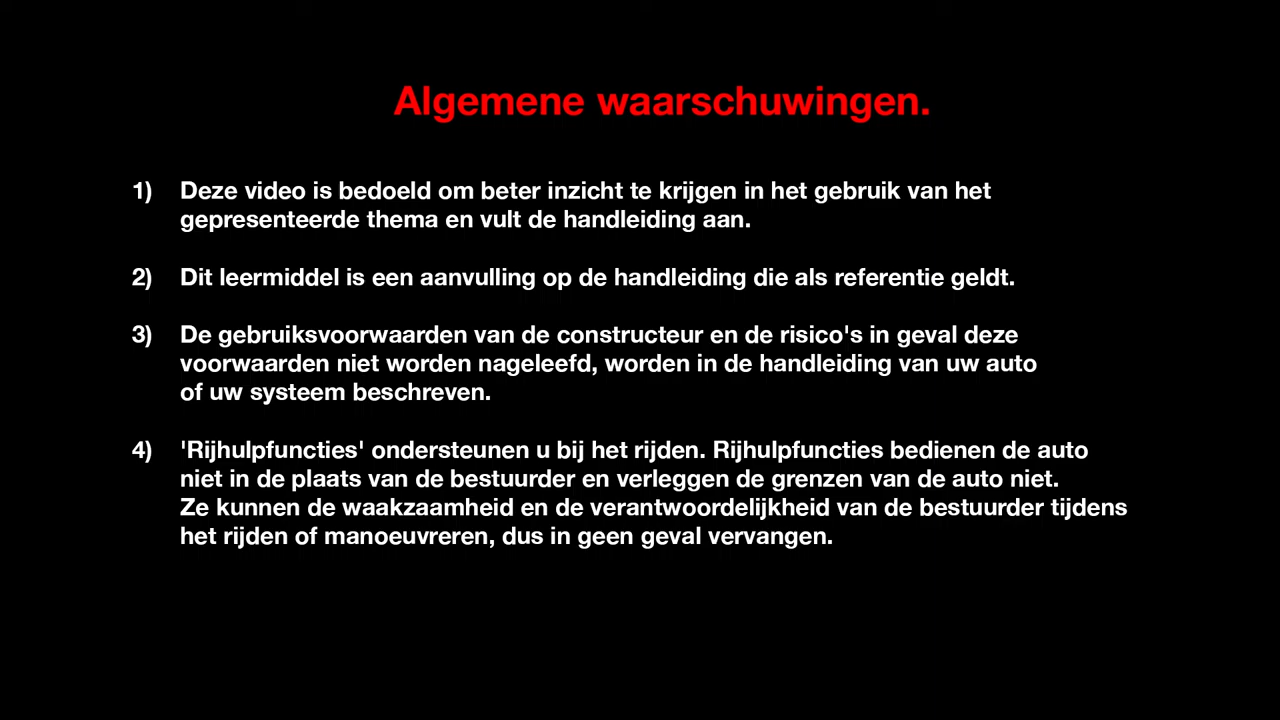 Algemene waarschuwingen.
1) Deze video is bedoeld om beter inzicht te krijgen in het gebruik van het
gepresenteerde thema en vult de handleiding aan.
2) Dit leermiddel is een aanvulling op de handleiding die als referentie geldt.
3) De gebruiksvoorwaarden van de constructeur en de risico's in geval deze
voorwaarden niet worden nageleefd, worden in de handleiding van uw auto
of uw systeem beschreven.
4) 'Rijhulpfuncties' ondersteunen u bij het rijden. Rijhulpfuncties bedienen de auto
niet in de plaats van de bestuurder en verleggen de grenzen van de auto niet.
Ze kunnen de waakzaamheid en de verantwoordelijkheid van de bestuurder tijdens
het rijden of manoeuvreren, dus in geen geval vervangen.